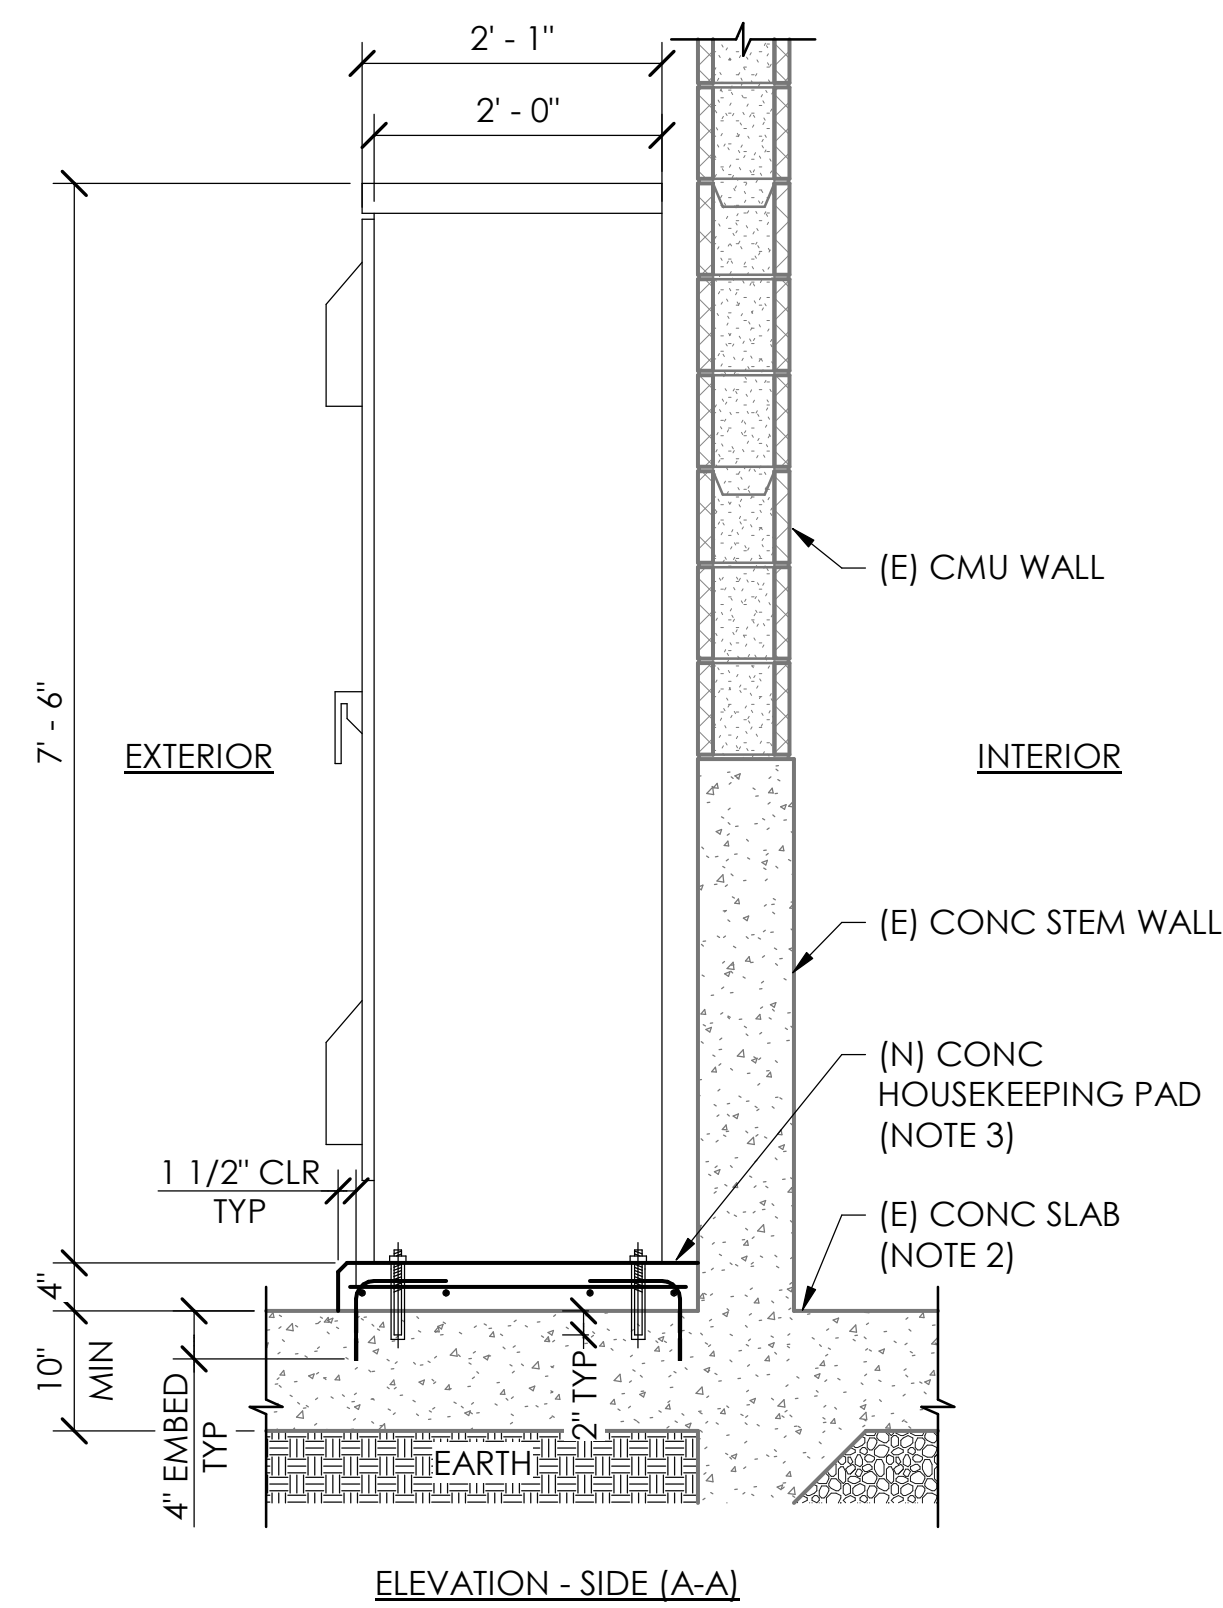 2' - 1"
2' - 0"
7' - 6"
EXTERIOR
INTERIOR
(E) CMU WALL
(E) CONC STEM WALL
(N) CONC
HOUSEKEEPING PAD
(NOTE 3)
1 1/2" CLR
TYP
(E) CONC SLAB
(NOTE 2)
4"
10"
MIN
4" EMBED
TYP
2" TYP
EARTH
ELEVATION - SIDE (A-A)